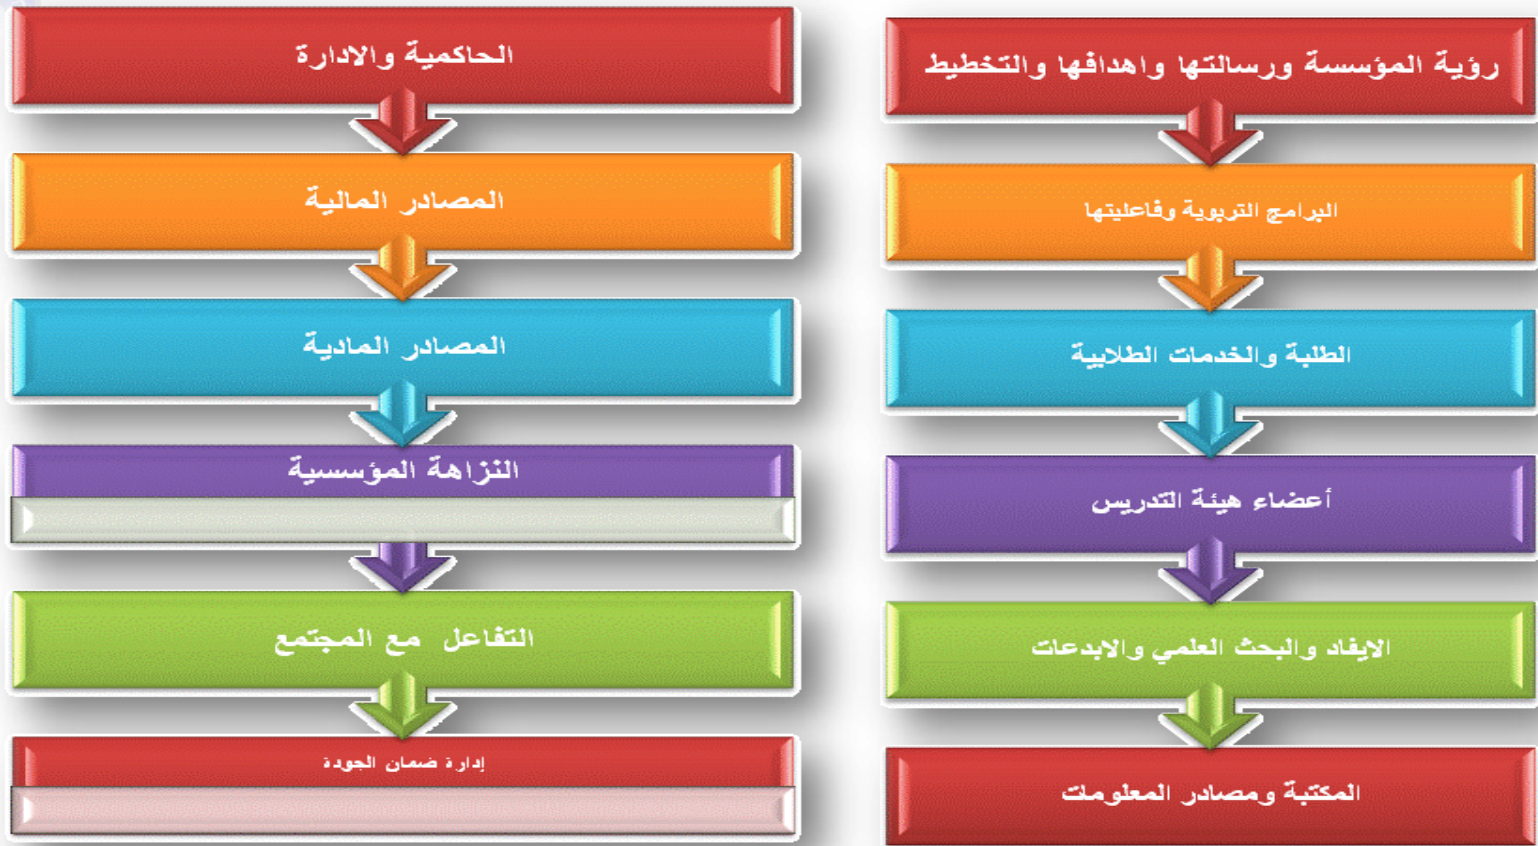 رؤية المؤسسة ورسالتها واهدافها والتخطيط
البرامج التربوية وفاعليتها
الطلبة والخدمات الطلابية
أعضاء هيئة التدريس
الايفاد والبحث العلمي والابدعات
المكتبة ومصادر المعلومات
الحاكمية والادارة
المصادر المالية
المصادر المادية
النزاهة المؤسسية
التفاعل مع المجتمع
إدارة ضمان الجودة